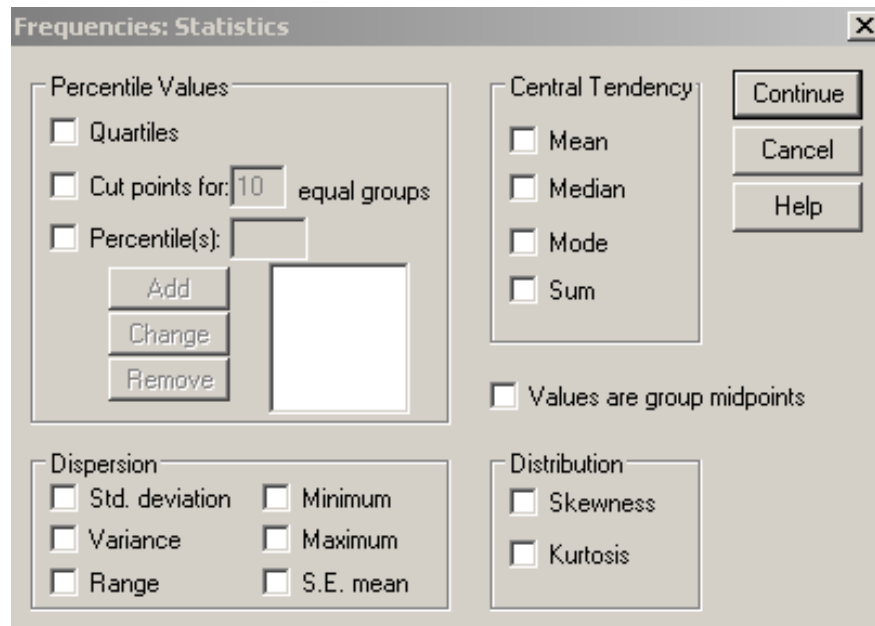 Frequencies: Statistics
Percentile Values
Quartiles
Cut points for: 10 equal groups
Percentile(s):
Add
Change
Remove
Central Tendency
Mean
Median
Mode
Sum
Continue
Cancel
Help
Values are group midpoints
Dispersion
Std. deviation
Minimum
Variance
Maximum
Range
S.E. mean
Distribution
Skewness
Kurtosis